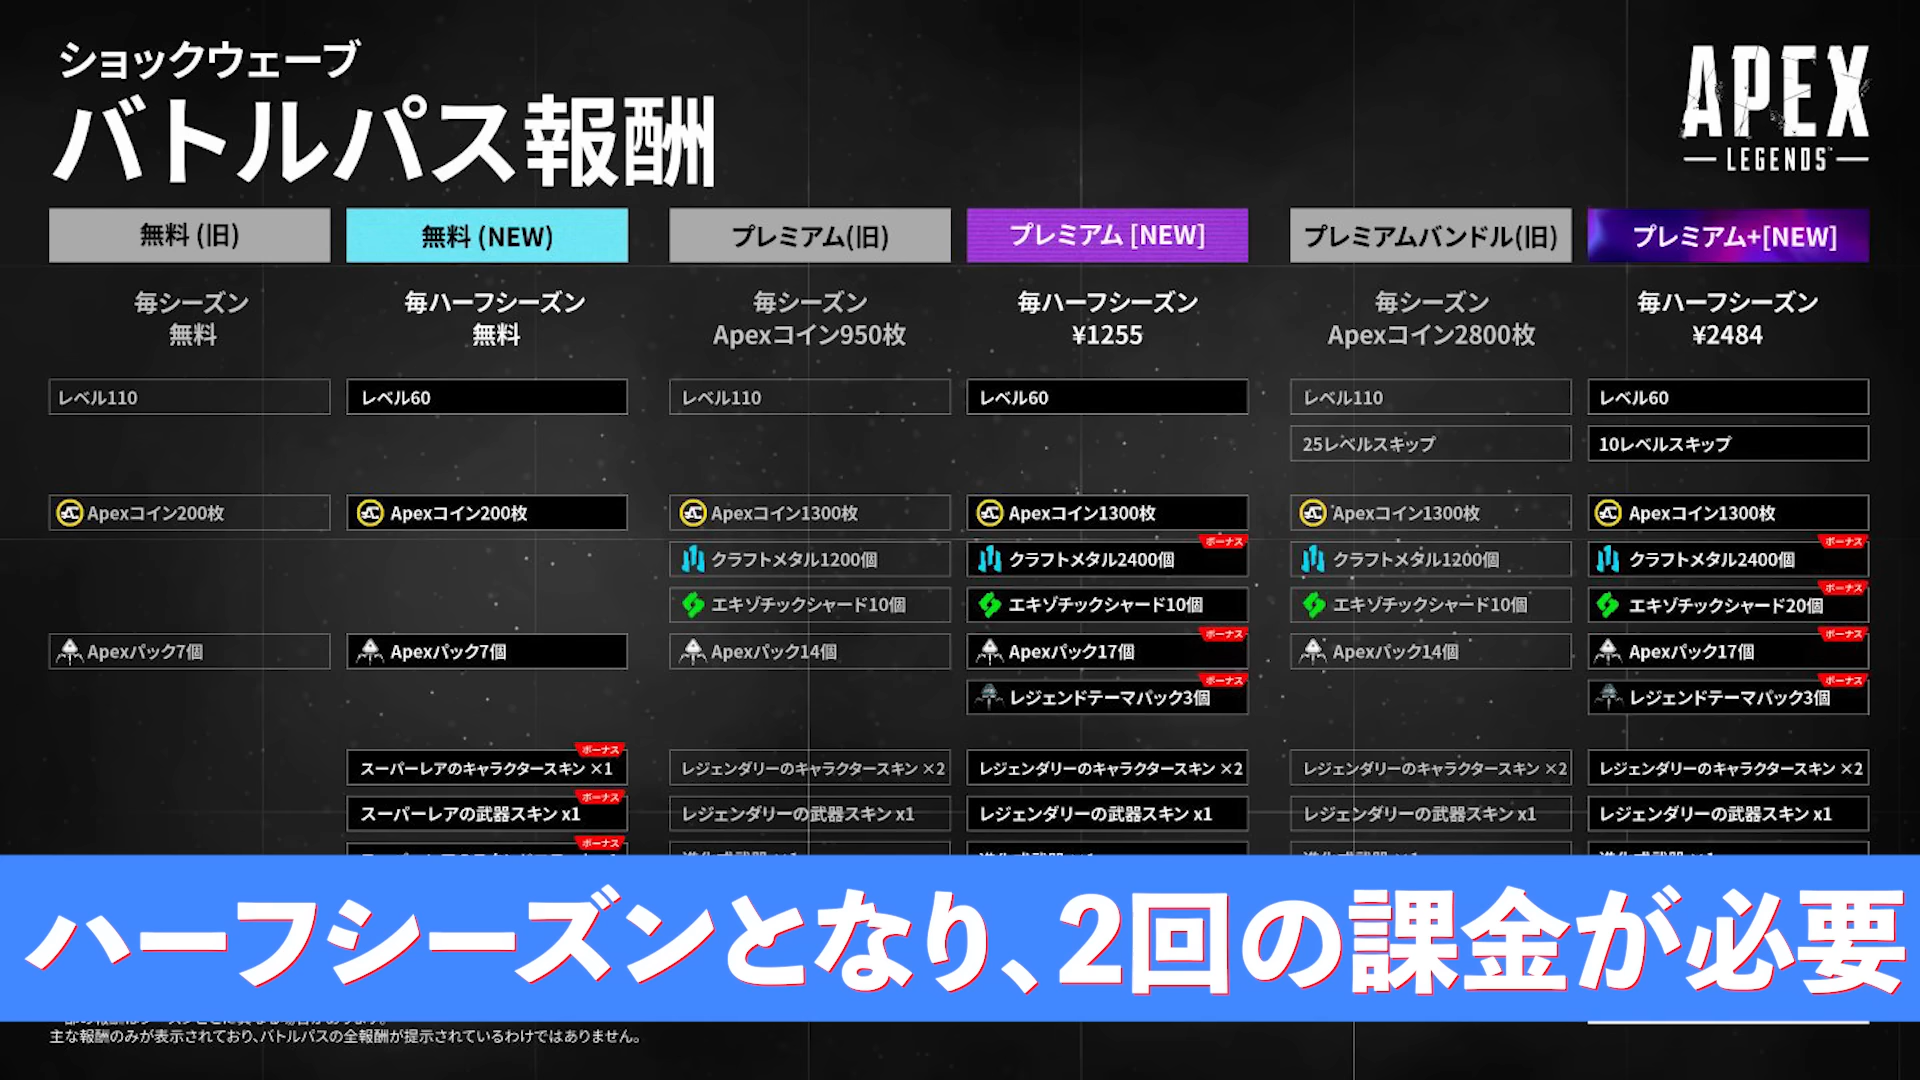 ショックウェーブ
バトルパス報酬
APEX
LEGENDS™
無料 (旧)
無料 (NEW)
プレミアム(旧)
プレミアム [NEW]
プレミアムバンドル(旧)
プレミアム+[NEW]
毎シーズン
無料
毎ハーフシーズン
無料
毎シーズン
Apexコイン950枚
毎ハーフシーズン
¥1255
毎シーズン
Apexコイン2800枚
毎ハーフシーズン
¥2484
レベル110
レベル60
レベル110
レベル60
レベル110
レベル60
25レベルスキップ
10レベルスキップ
Apexコイン200枚
Apexコイン200枚
Apexコイン1300枚
Apexコイン1300枚
Apexコイン1300枚
Apexコイン1300枚
クラフトメタル1200個
ボーナス
クラフトメタル2400個
クラフトメタル1200個
ボーナス
クラフトメタル2400個
エキゾチックシャード10個
エキゾチックシャード10個
エキゾチックシャード10個
ボーナス
エキゾチックシャード20個
Apexパック7個
Apexパック7個
Apexパック14個
ボーナス
Apexパック17個
Apexパック14個
ボーナス
Apexパック17個
ボーナス
レジェンドテーマパック3個
ボーナス
レジェンドテーマパック3個
ボーナス
スーパーレアのキャラクタースキン ×1
レジェンダリーのキャラクタースキン ×2
レジェンダリーのキャラクタースキン ×2
レジェンダリーのキャラクタースキン ×2
レジェンダリーのキャラクタースキン ×2
ボーナス
スーパーレアの武器スキン x1
レジェンダリーの武器スキン x1
レジェンダリーの武器スキン x1
レジェンダリーの武器スキン x1
レジェンダリーの武器スキン x1
ボーナス
ハーフシーズンとなり、2回の課金が必要
主な報酬のみが表示されており、バトルパスの全報酬が提示されているわけではありません。